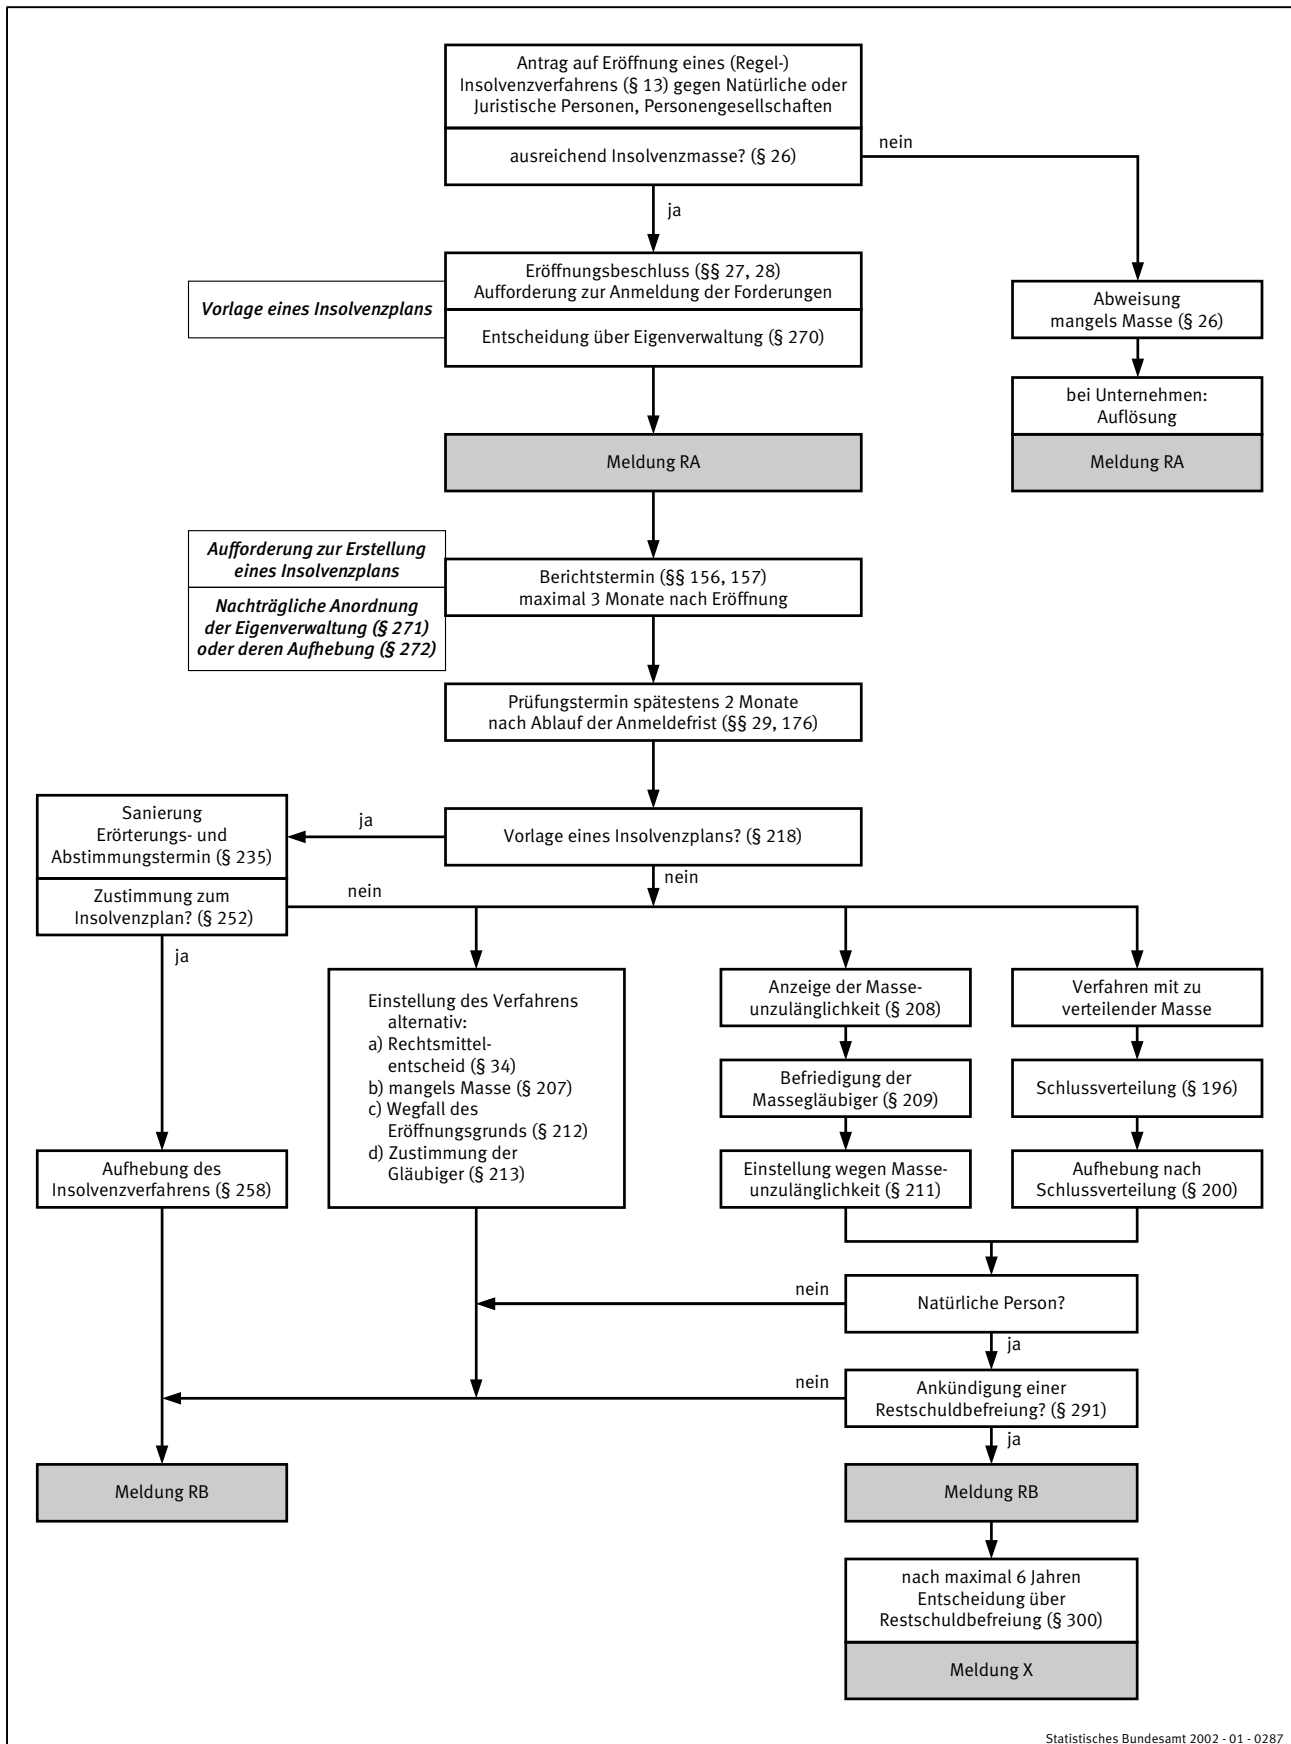 Antrag auf Eröffnung eines (Regel-)
Insolvenzverfahrens (§ 13) gegen Natürliche oder
Juristische Personen, Personengesellschaften
ausreichend Insolvenzmasse? (§ 26)
nein
ja
Eröffnungsbeschluss (§§ 27, 28)
Aufforderung zur Anmeldung der Forderungen
Vorlage eines Insolvenzplans
Entscheidung über Eigenverwaltung (§ 270)
Abweisung
mangels Masse (§ 26)
bei Unternehmen:
Auflösung
Meldung RA
Meldung RA
Aufforderung zur Erstellung
eines Insolvenzplans
Nachträgliche Anordnung
der Eigenverwaltung (§ 271)
oder deren Aufhebung (§ 272)
Berichtstermin (§§ 156, 157)
maximal 3 Monate nach Eröffnung
Prüfungstermin spätestens 2 Monate
nach Ablauf der Anmeldefrist (§§ 29, 176)
Vorlage eines Insolvenzplans? (§ 218)
ja
Sanierung
Erörterungs- und
Abstimmungstermin (§ 235)
Zustimmung zum
Insolvenzplan? (§ 252)
nein
nein
ja
Einstellung des Verfahrens
alternativ:
a) Rechtsmittel-
entscheid (§ 34)
b) mangels Masse (§ 207)
c) Wegfall des
Eröffnungsgrunds (§ 212)
d) Zustimmung der
Gläubiger (§ 213)
Anzeige der Masse-
unzulänglichkeit (§ 208)
Verfahren mit zu
verteilender Masse
Befriedigung der
Massegläubiger (§ 209)
Schlussverteilung (§ 196)
Aufhebung des
Insolvenzverfahrens (§ 258)
Einstellung wegen Masse-
unzulänglichkeit (§ 211)
Aufhebung nach
Schlussverteilung (§ 200)
nein
Natürliche Person?
ja
nein
Ankündigung einer
Restschuldbefreiung? (§ 291)
ja
Meldung RB
Meldung RB
nach maximal 6 Jahren
Entscheidung über
Restschuldbefreiung (§ 300)
Meldung X
Statistisches Bundesamt 2002 - 01 - 0287